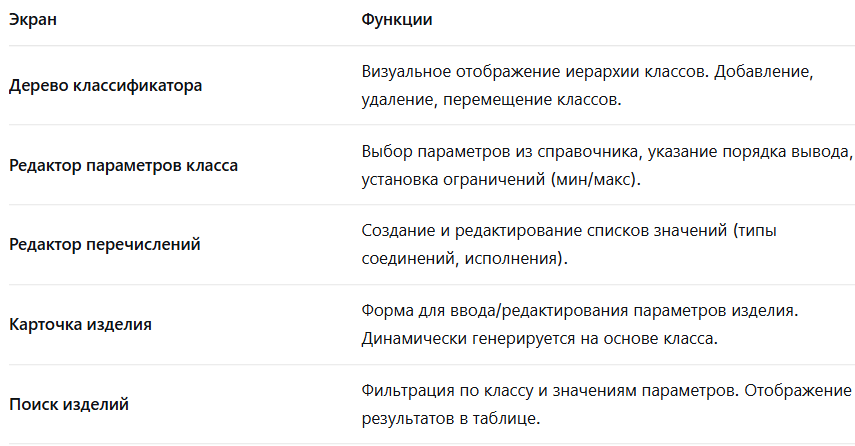 Экран Функции
Дерево классификатора
Визуальное отображение иерархии классов. Добавление,
удаление, перемещение классов.
Редактор параметров класса
Выбор параметров из справочника, указание порядка вывода,
установка ограничений (мин/макс).
Редактор перечислений
Создание и редактирование списков значений (типы
соединений, исполнения).
Карточка изделия
Форма для ввода/редактирования параметров изделия.
Динамически генерируется на основе класса.
Поиск изделий
Фильтрация по классу и значениям параметров. Отображение
результатов в таблице.